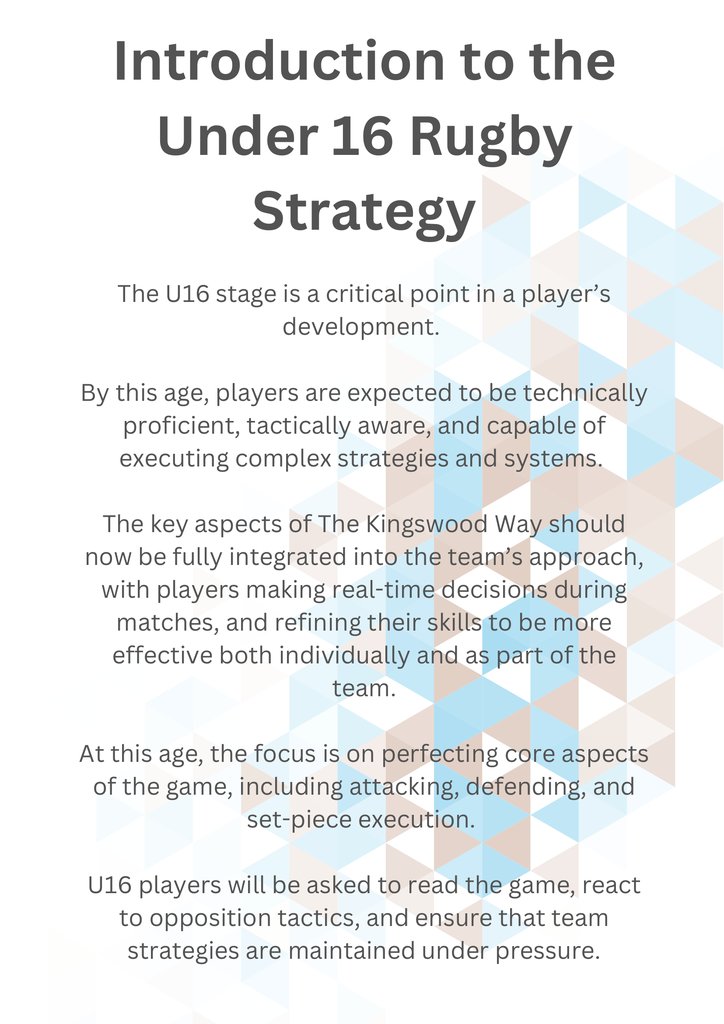 Introduction to the
Under 16 Rugby
Strategy
The U16 stage is a critical point in a player’s
development.
By this age, players are expected to be technically
proficient, tactically aware, and capable of
executing complex strategies and systems.
The key aspects of The Kingswood Way should
now be fully integrated into the team’s approach,
with players making real-time decisions during
matches, and refining their skills to be more
effective both individually and as part of the
team.
At this age, the focus is on perfecting core aspects
of the game, including attacking, defending, and
set-piece execution.
U16 players will be asked to read the game, react
to opposition tactics, and ensure that team
strategies are maintained under pressure.